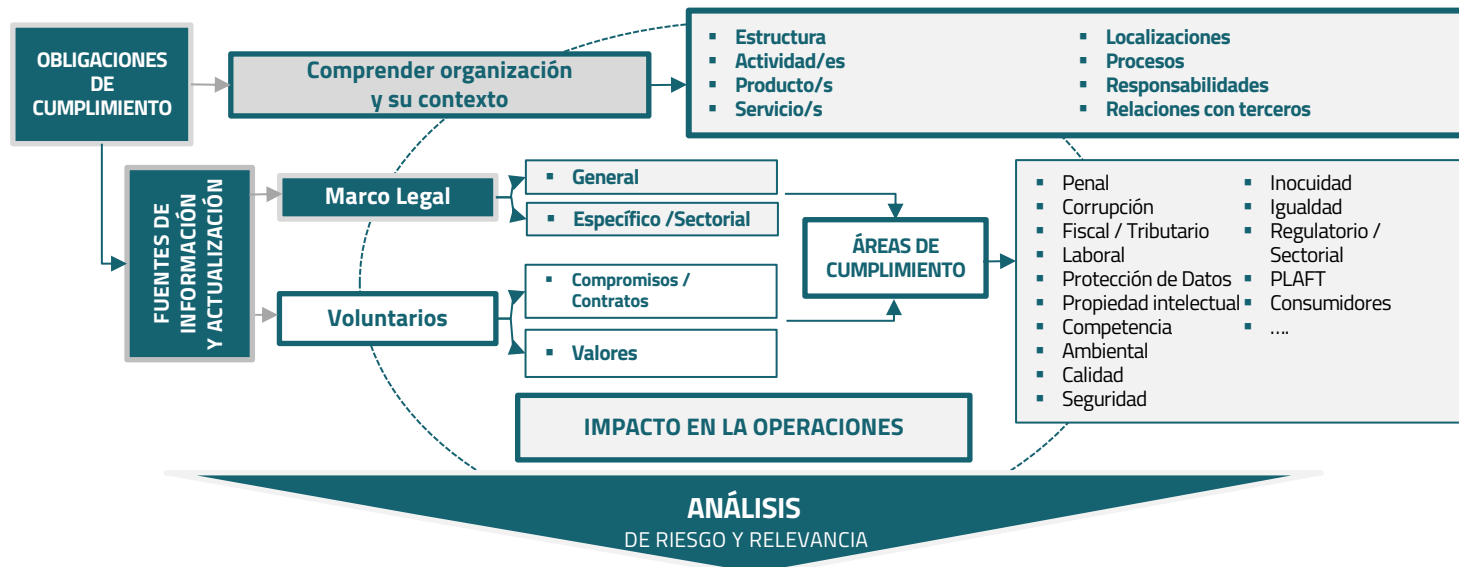 OBLIGACIONES
DE
CUMPLIMIENTO
Comprender organización
y su contexto
▪ Estructura
▪ Actividad/es
▪ Producto/s
▪ Servicio/s
▪ Localizaciones
▪ Procesos
▪ Responsabilidades
▪ Relaciones con terceros
FUENTES DE
INFORMACIÓN
Y ACTUALIZACIÓN
Marco Legal
▪ General
▪ Específico /Sectorial
Voluntarios
▪ Compromisos /
Contratos
▪ Valores
ÁREAS DE
CUMPLIMIENTO
▪ Penal
▪ Corrupción
▪ Fiscal / Tributario
▪ Laboral
▪ Protección de Datos
▪ Propiedad intelectual
▪ Competencia
▪ Ambiental
▪ Calidad
▪ Seguridad
▪ Inocuidad
▪ Igualdad
▪ Regulatorio /
Sectorial
▪ PLAFT
▪ Consumidores
▪ ....
IMPACTO EN LA OPERACIONES
ANÁLISIS
DE RIESGO Y RELEVANCIA